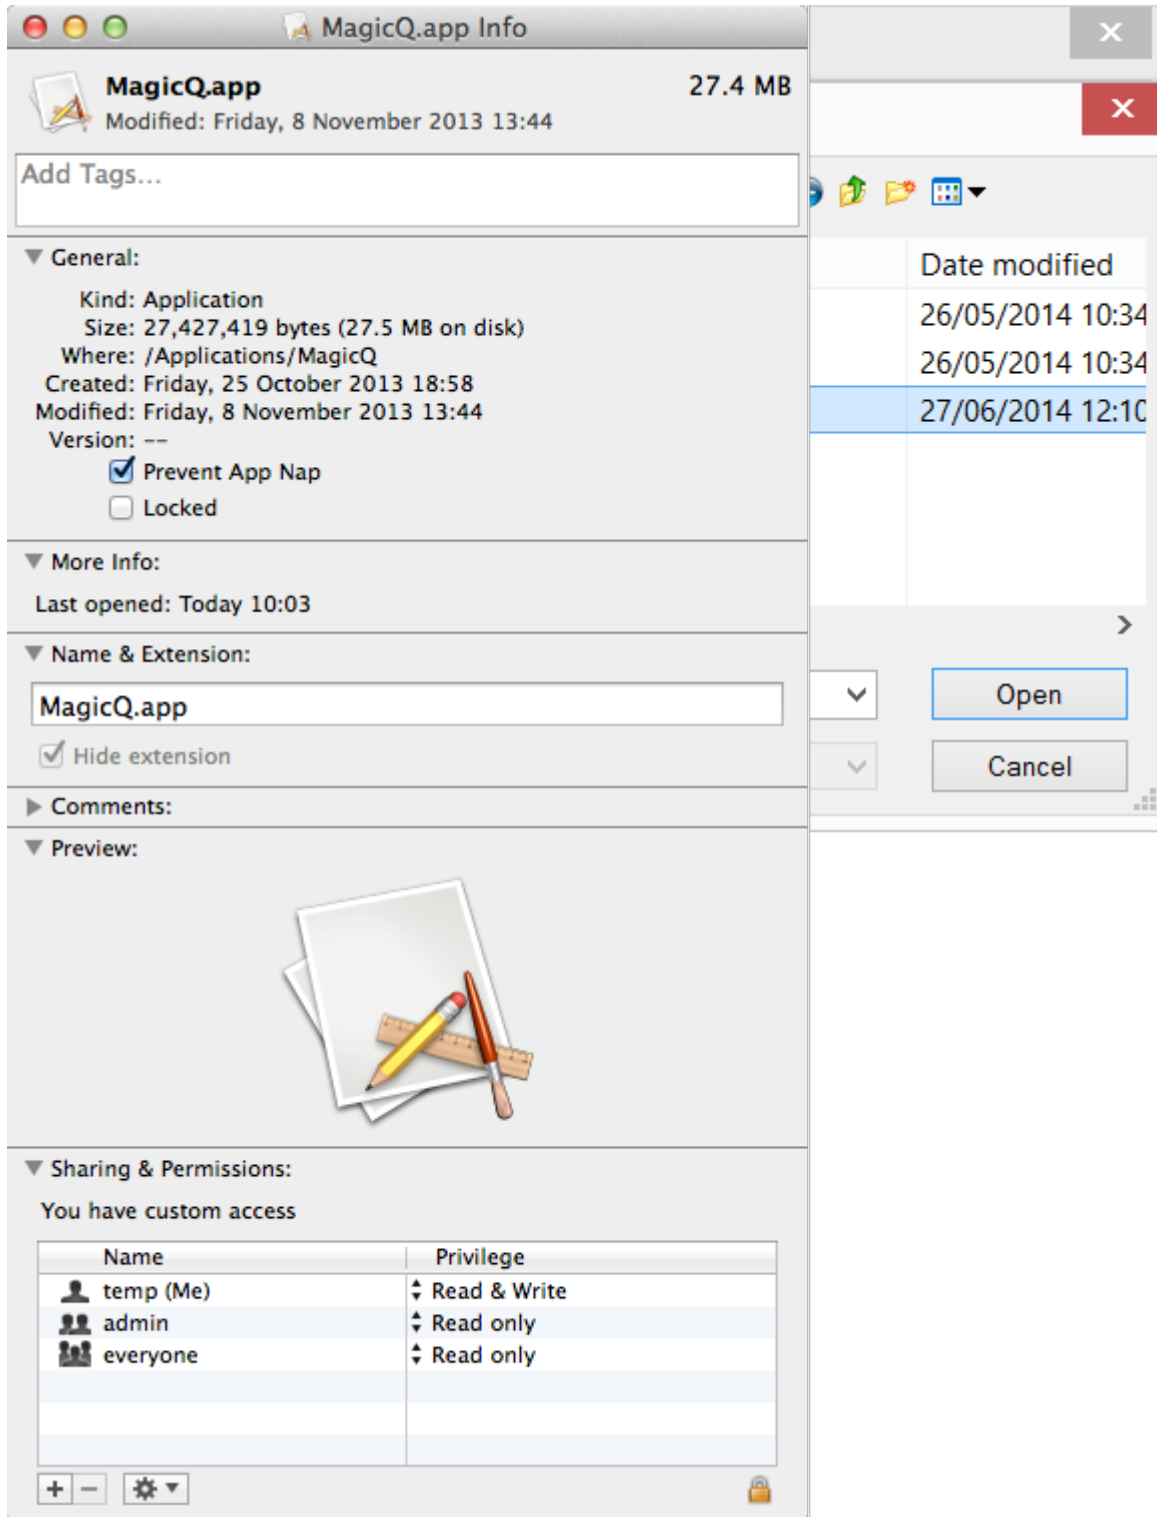 MagicQ.app Info
MagicQ.app 27.4 MB
Modified: Friday, 8 November 2013 13:44
Add Tags...
General:
Kind: Application
Size: 27,427,419 bytes (27.5 MB on disk)
Where: /Applications/MagicQ
Created: Friday, 25 October 2013 18:58
Modified: Friday, 8 November 2013 13:44
Version: --
Prevent App Nap
Locked
More Info:
Last opened: Today 10:03
Name & Extension:
MagicQ.app
Hide extension
Comments:
Preview:
Sharing & Permissions:
You have custom access
Name Privilege
temp (Me) Read & Write
admin Read only
everyone Read only
Date modified
26/05/2014 10:34
26/05/2014 10:34
27/06/2014 12:10
Open
Cancel